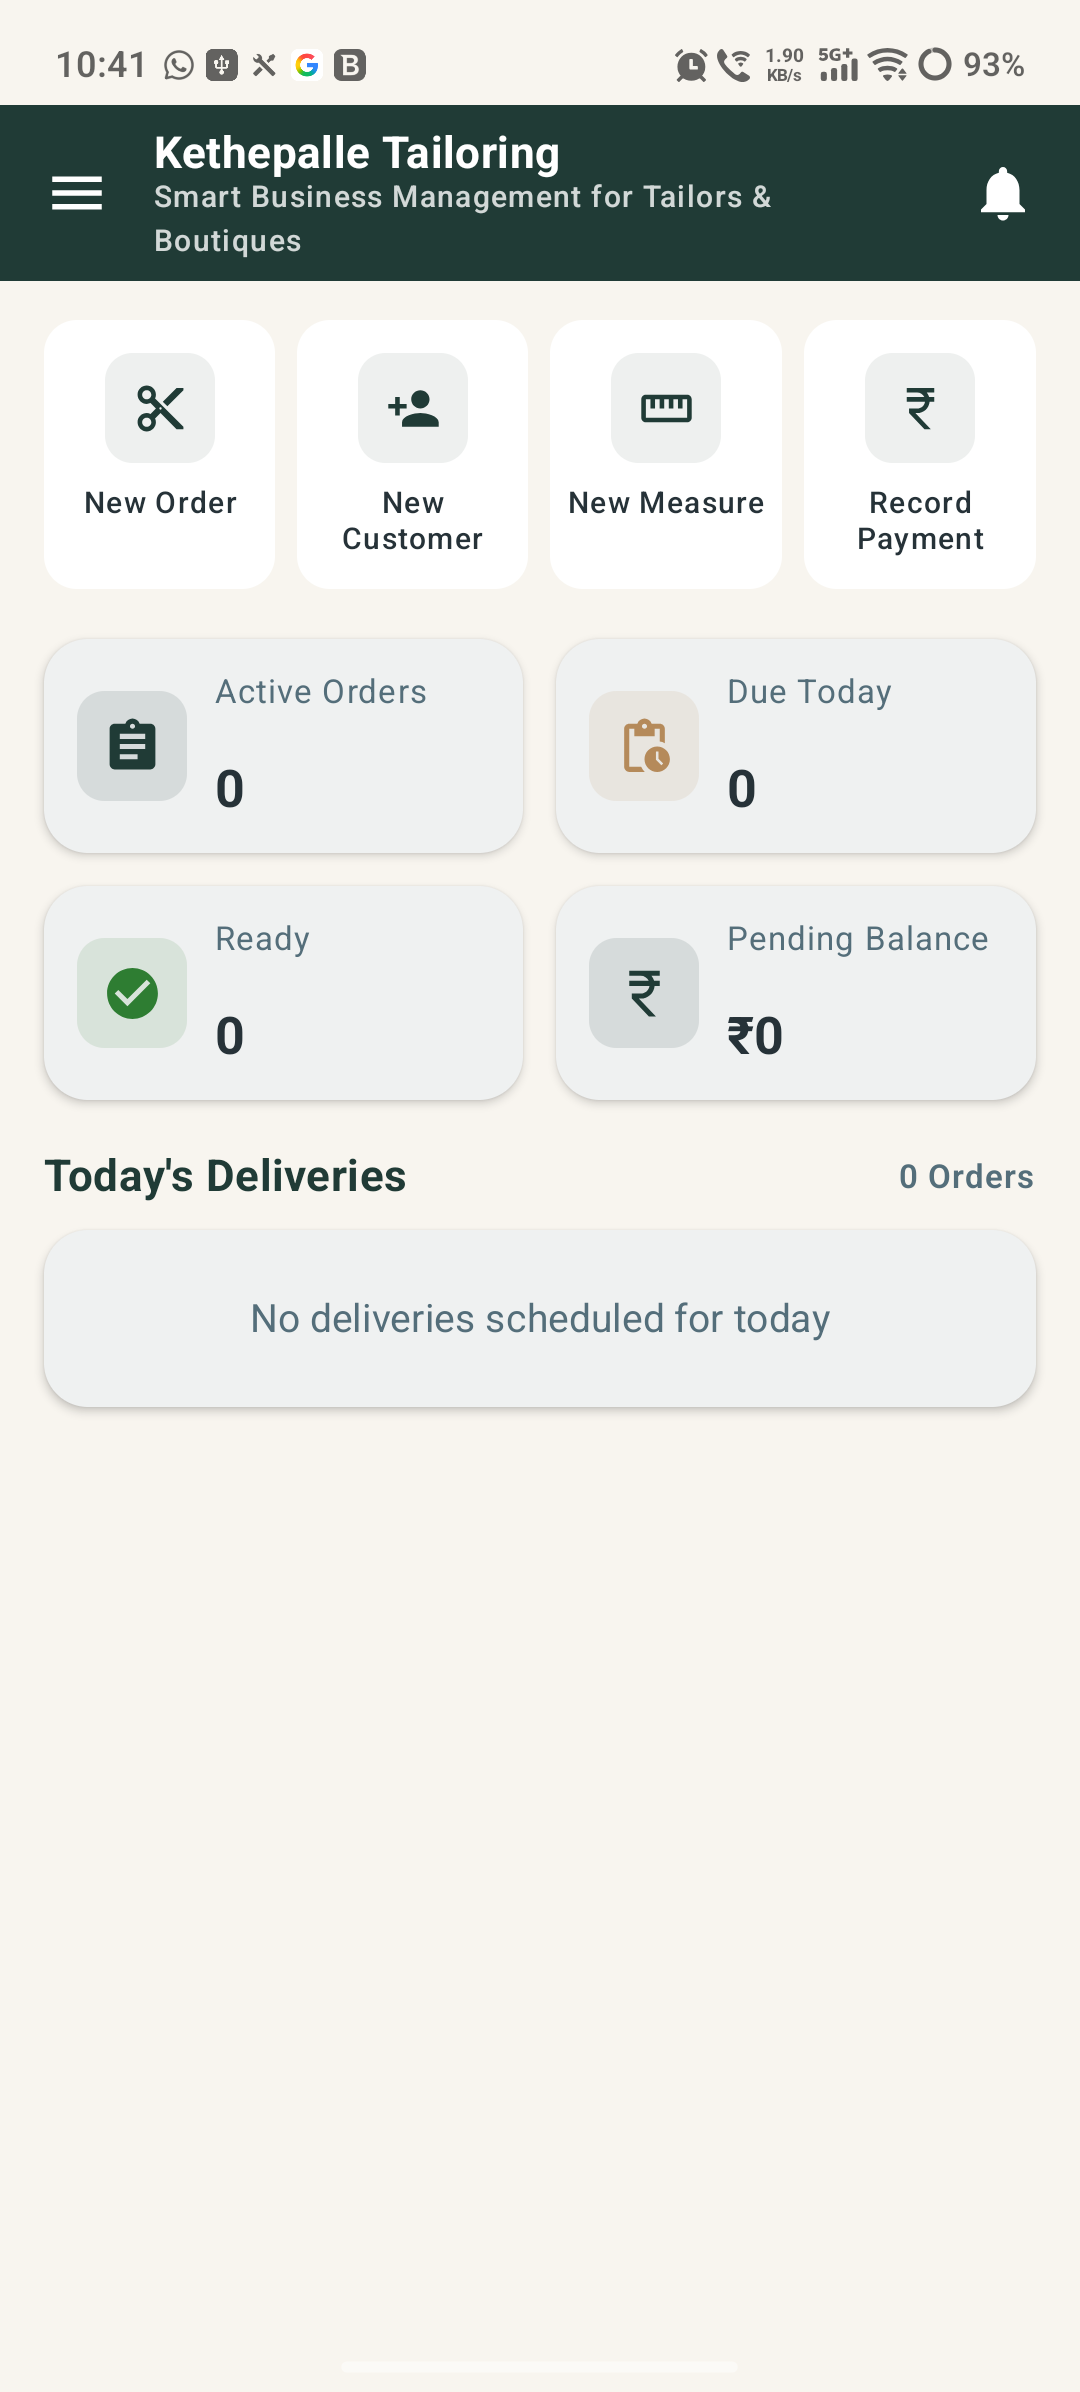 10:41
1.90
KB/s
5G+
93%
Kethepalle Tailoring
Smart Business Management for Tailors &
Boutiques
New Order
New
Customer
New Measure
Record
Payment
Active Orders
0
Due Today
0
Ready
0
Pending Balance
₹0
Today's Deliveries
0 Orders
No deliveries scheduled for today